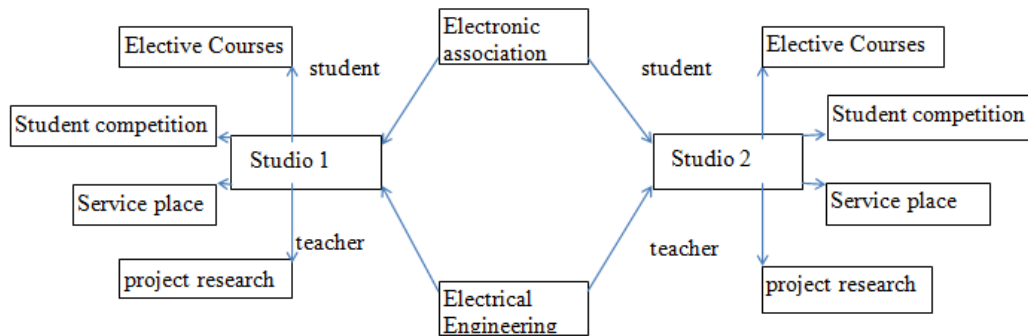 Electronic
association
Elective Courses
Elective Courses
student
student
Student competition
Student competition
Studio 1
Studio 2
Service place
Service place
teacher
teacher
project research
project research
Electrical
Engineering